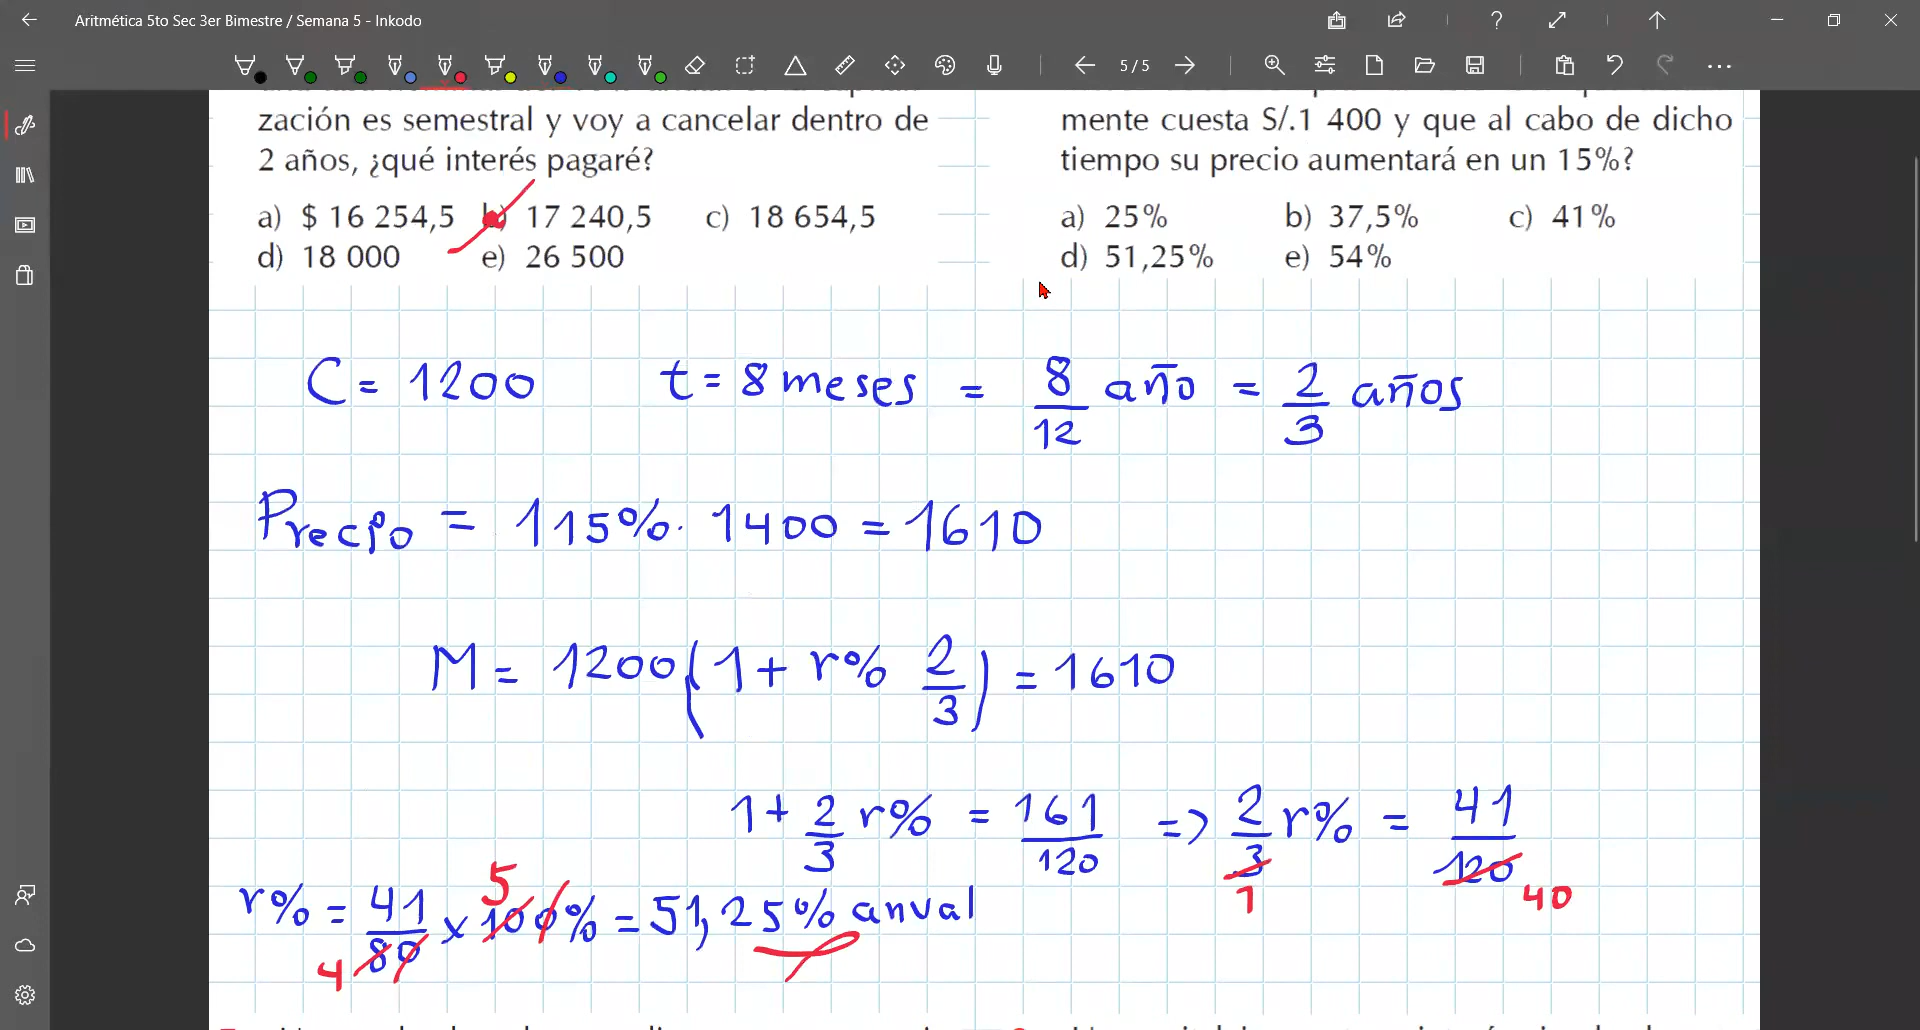 Aritmética 5to Sec 3er Bimestre / Semana 5 - Inkodo
5 / 5
zación es semestral y voy a cancelar dentro de
2 años, ¿qué interés pagaré?
a) $ 16 254,5 b) 17 240,5 c) 18 654,5
d) 18 000 e) 26 500
mente cuesta S/.1 400 y que al cabo de dicho
tiempo su precio aumentará en un 15%?
a) 25% b) 37,5% c) 41%
d) 51,25% e) 54%
C = 1200 t = 8 meses = 8/12 año = 2/3 años
Precio = 115% . 1400 = 1610
M = 1200(1 + r% 2/3) = 1610
1 + 2/3 r% = 161/120 => 2/3 r% = 41/120
1 40
5
r% = 41/80 x 100% = 51,25% anual
4